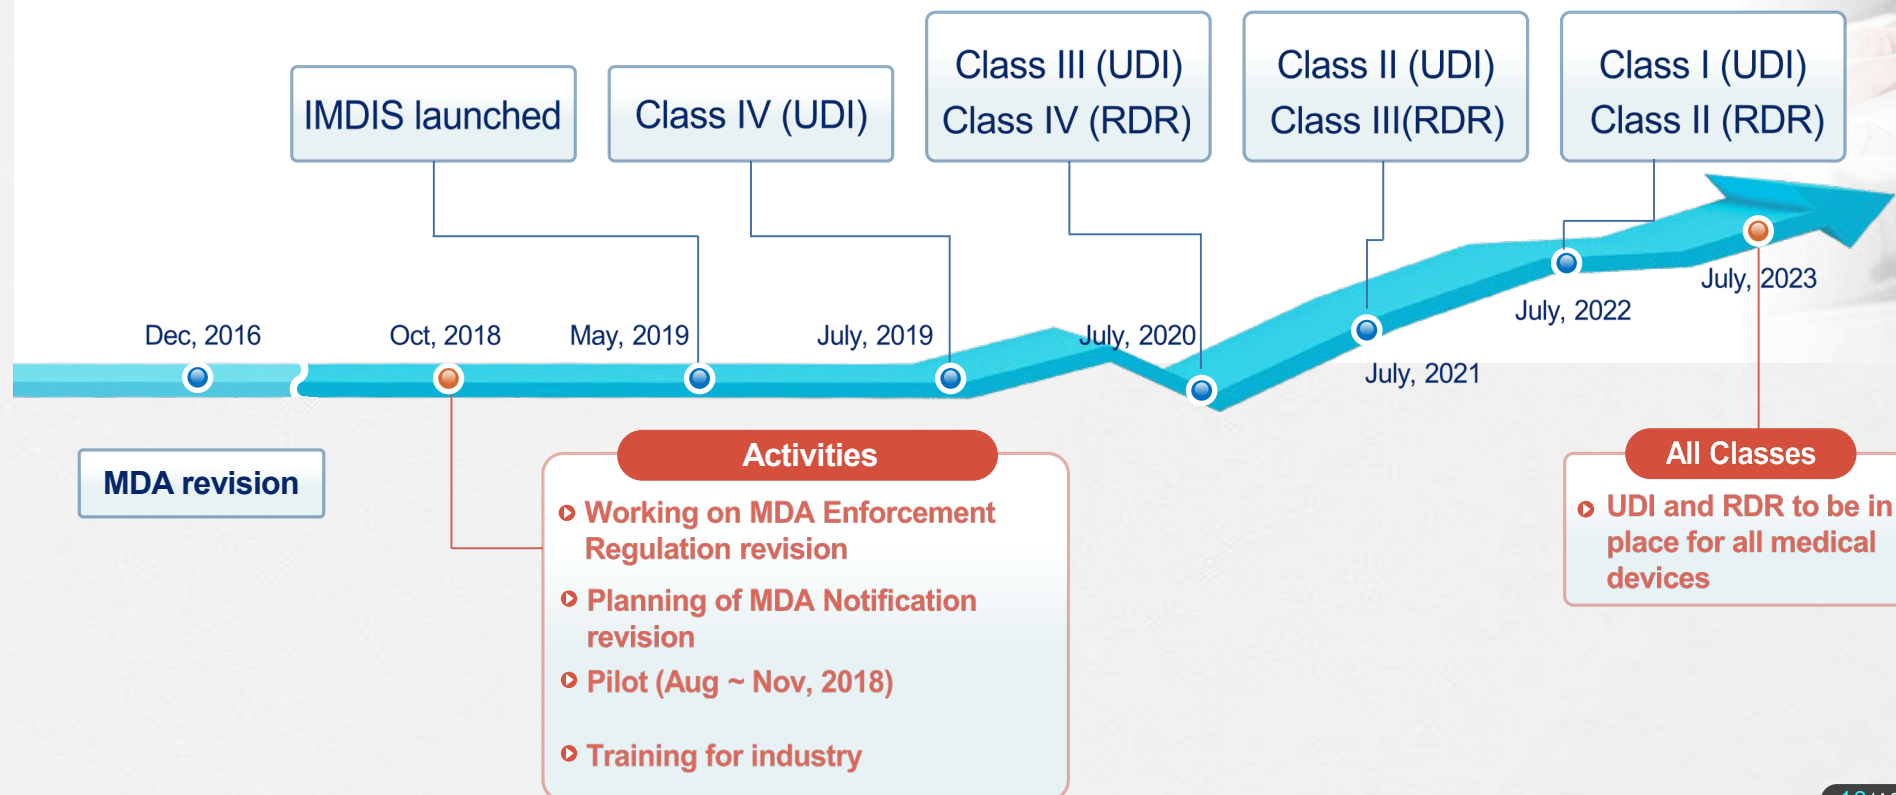 IMDIS launched
Class IV (UDI)
Class III (UDI)
Class IV (RDR)
Class II (UDI)
Class III(RDR)
Class I (UDI)
Class II (RDR)
Dec, 2016
Oct, 2018
May, 2019
July, 2019
July, 2020
July, 2021
July, 2022
July, 2023
MDA revision
Activities
Working on MDA Enforcement
Regulation revision
Planning of MDA Notification
revision
Pilot (Aug ~ Nov, 2018)
Training for industry
All Classes
UDI and RDR to be in
place for all medical
devices